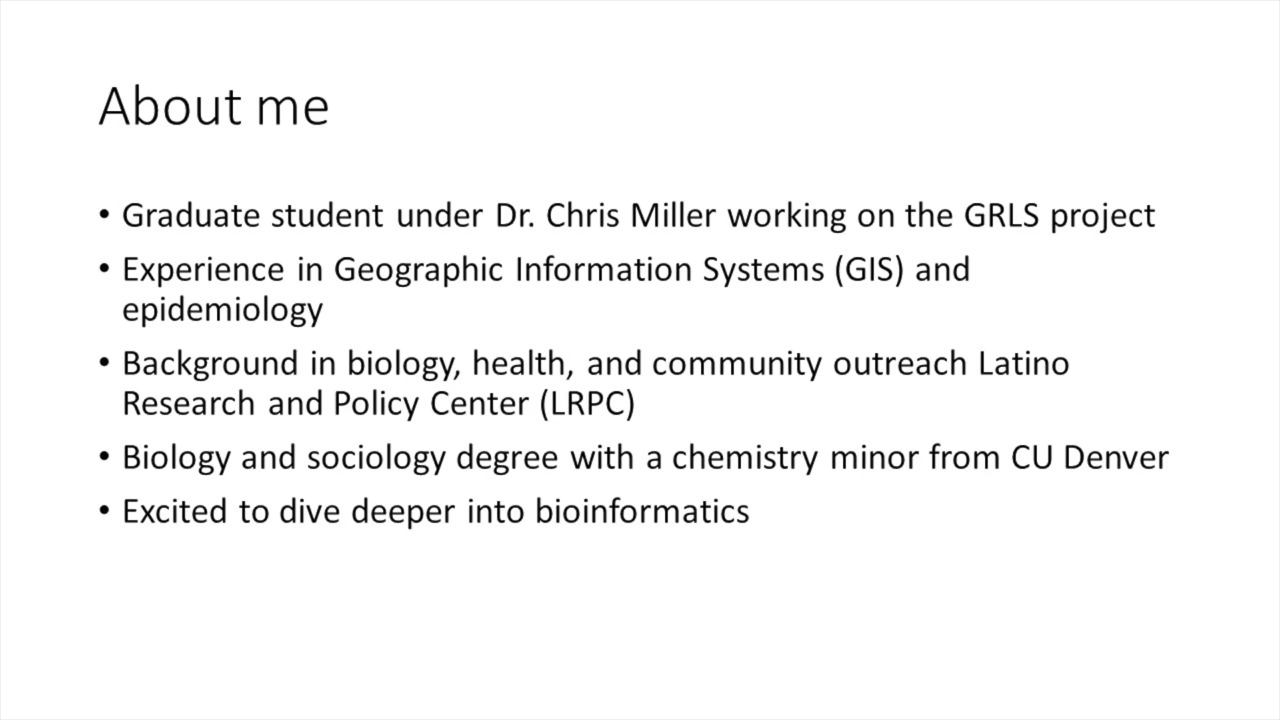 About me
• Graduate student under Dr. Chris Miller working on the GRLS project
• Experience in Geographic Information Systems (GIS) and
epidemiology
• Background in biology, health, and community outreach Latino
Research and Policy Center (LRPC)
• Biology and sociology degree with a chemistry minor from CU Denver
• Excited to dive deeper into bioinformatics